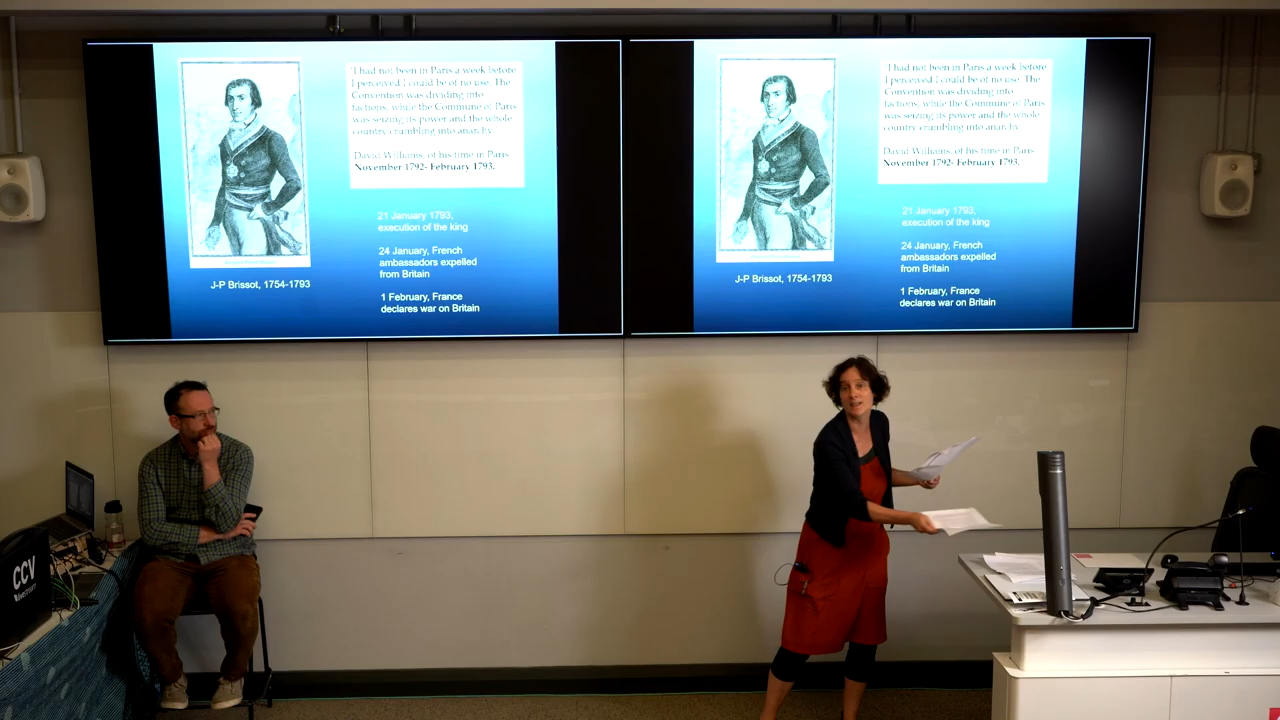 'I had not been in Paris a week before
I perceived I could be of no use. The
Convention was dividing into
factions, while the Commune of Paris
was seizing its power and the whole
country crumbling into anarchy
David Williams, of his time in Paris
November 1792- February 1793.
21 January 1793,
execution of the king
24 January, French
ambassadors expelled
from Britain
J-P Brissot, 1754-1793
1 February, France
declares war on Britain
'I had not been in Paris a week before
I perceived I could be of no use. The
Convention was dividing into
factions, while the Commune of Paris
was seizing its power and the whole
country crumbling into anarchy
David Williams, of his time in Paris
November 1792- February 1793.
21 January 1793,
execution of the king
24 January, French
ambassadors expelled
from Britain
J-P Brissot, 1754-1793
1 February, France
declares war on Britain
CCV